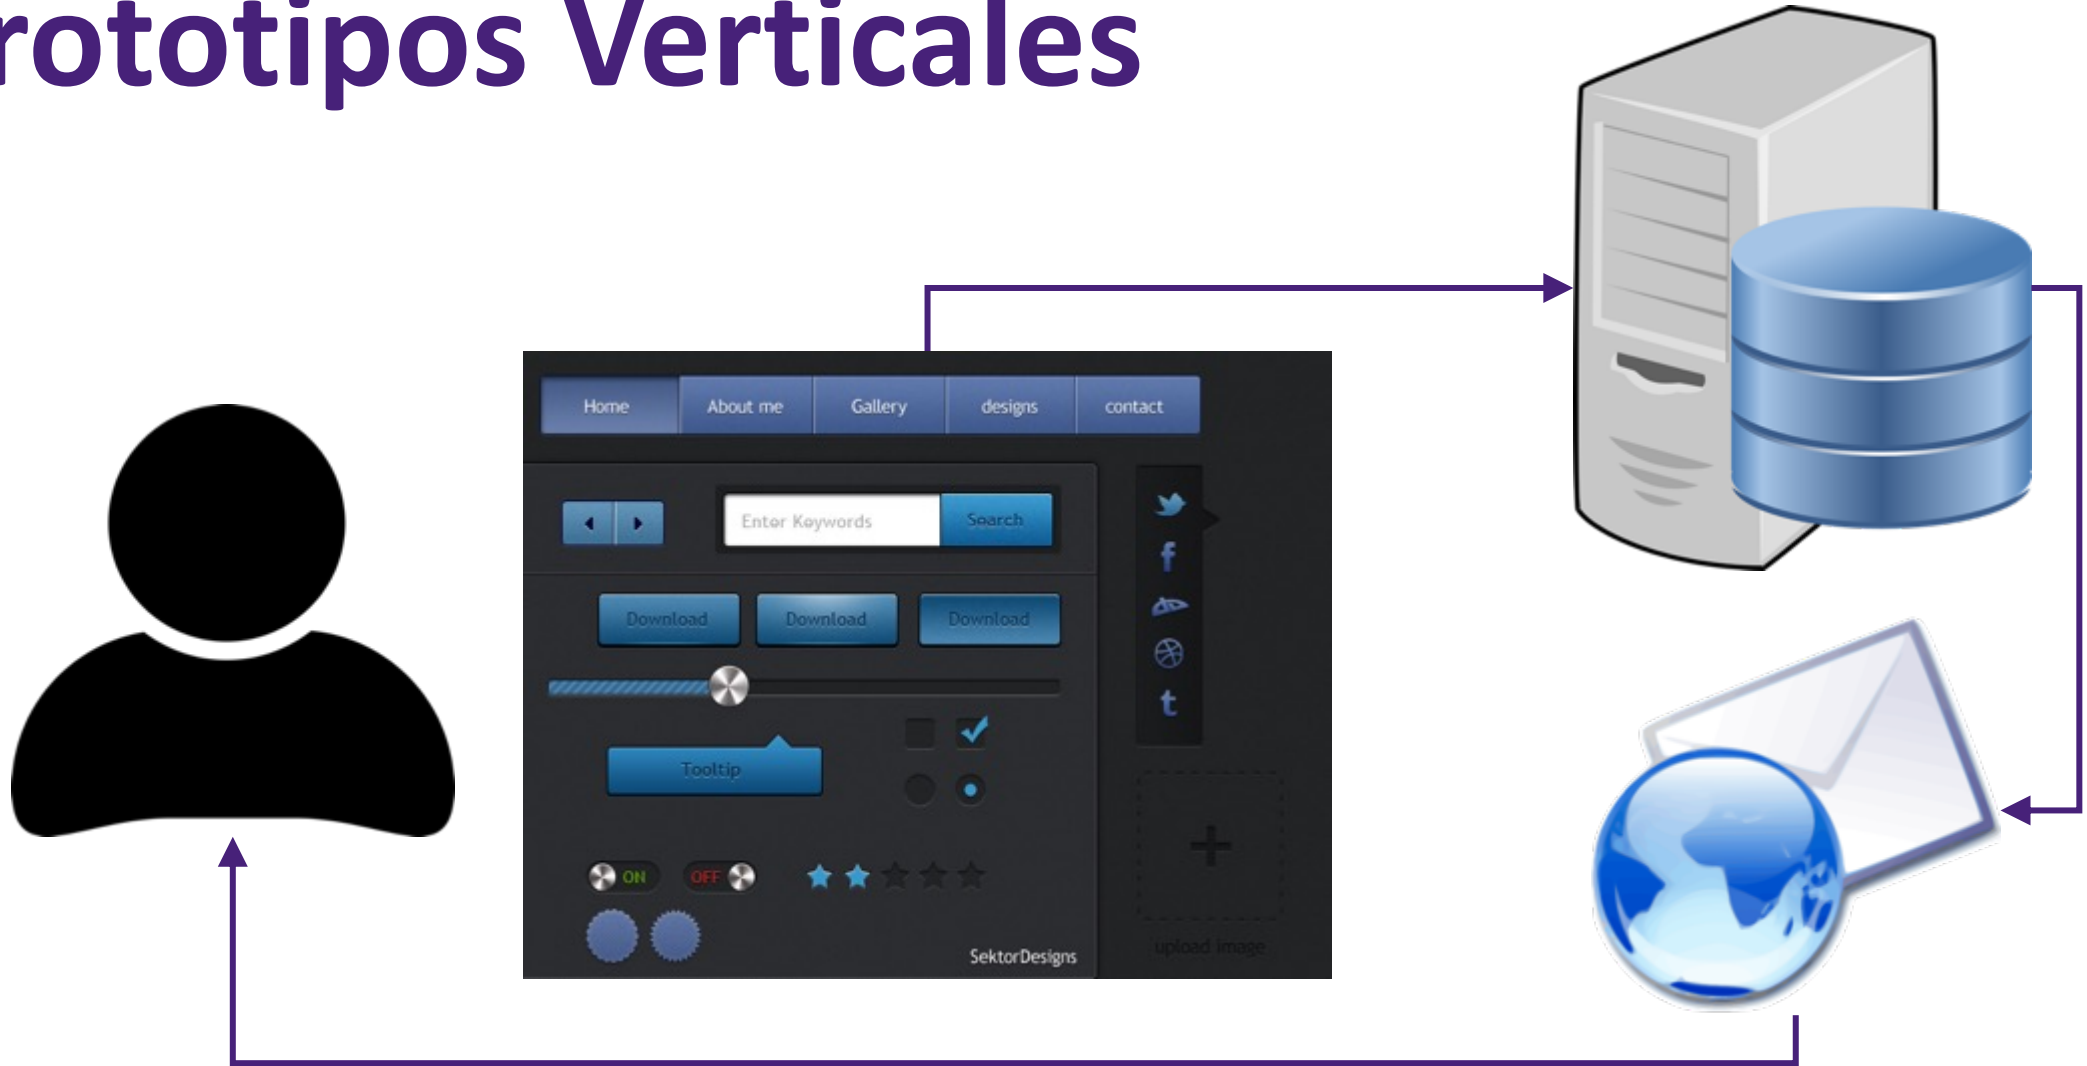 rototipos Verticales
Home About me Gallery designs contact
Enter Keywords Search
Download Download Download
Tooltip
ON OFF
SektorDesigns
upload image